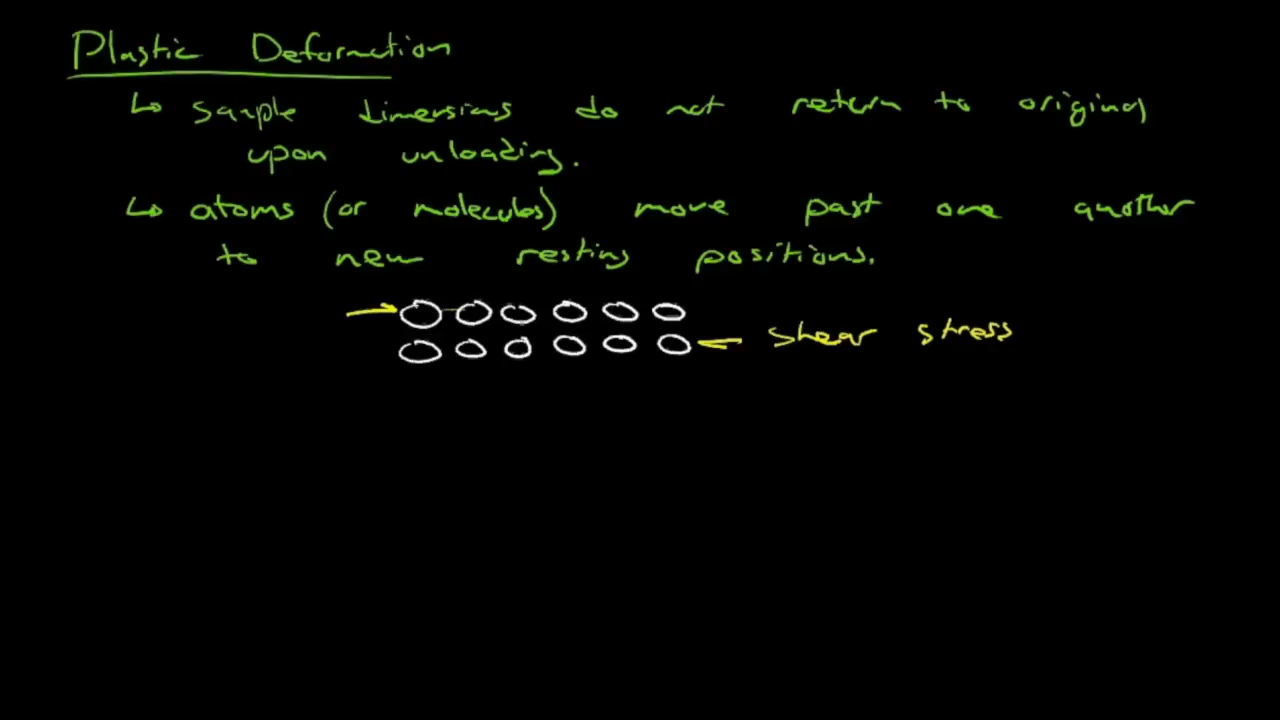 Plastic Deformation
↳ sample dimensions do not return to original
upon unloading.
↳ atoms (or molecules) move past one another
to new resting positions.
shear stress